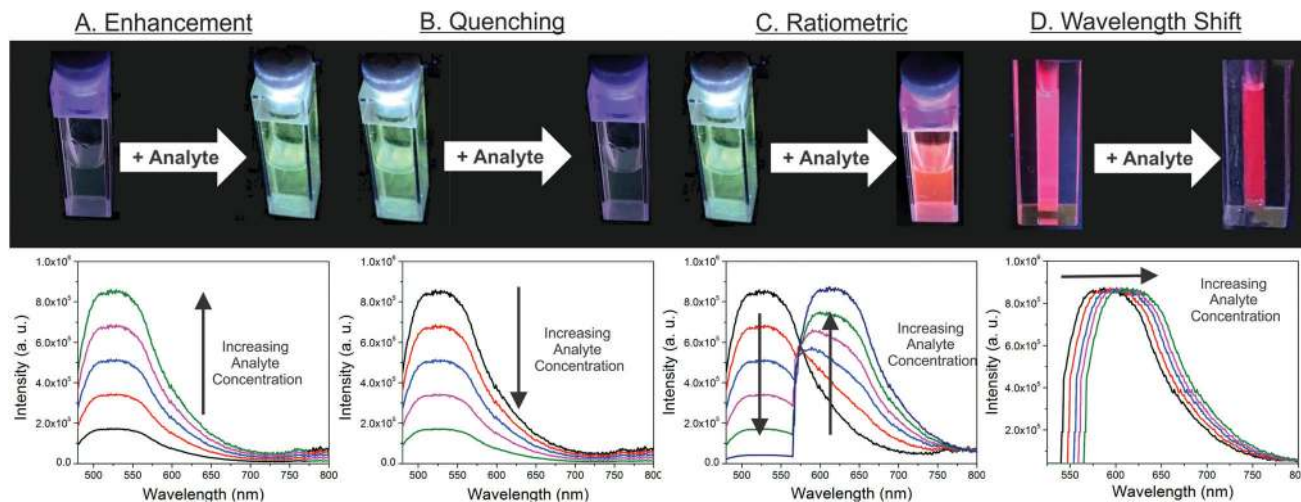 A. Enhancement
B. Quenching
C. Ratiometric
D. Wavelength Shift
+ Analyte
+ Analyte
+ Analyte
+ Analyte
1.0x10⁶
8.0x10⁵
6.0x10⁵
4.0x10⁵
2.0x10⁵
0.0
Intensity (a. u.)
Increasing
Analyte
Concentration
500 550 600 650 700 750 800
Wavelength (nm)
1.0x10⁶
8.0x10⁵
6.0x10⁵
4.0x10⁵
2.0x10⁵
0.0
Intensity (a. u.)
Increasing
Analyte
Concentration
500 550 600 650 700 750 800
Wavelength (nm)
1.0x10⁶
8.0x10⁵
6.0x10⁵
4.0x10⁵
2.0x10⁵
0.0
Intensity (a. u.)
Increasing
Analyte
Concentration
500 550 600 650 700 750 800
Wavelength (nm)
8.0x10⁵
6.0x10⁵
4.0x10⁵
2.0x10⁵
Intensity (a. u.)
Increasing
Analyte
Concentration
550 600 650 700 750 800
Wavelength (nm)